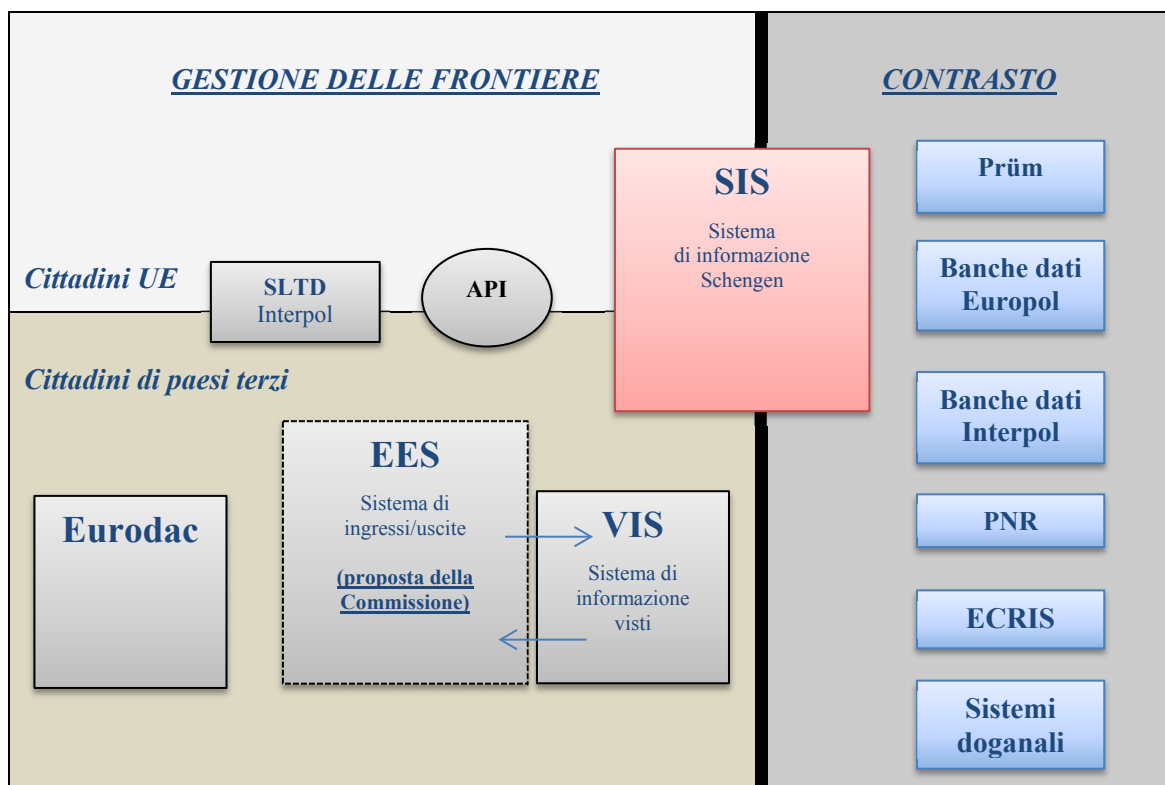 GESTIONE DELLE FRONTIERE
CONTRASTO
SIS
Sistema
di informazione
Schengen
Cittadini UE
SLTD
Interpol
API
Cittadini di paesi terzi
Eurodac
EES
Sistema di
ingressi/uscite
(proposta della
Commissione)
VIS
Sistema di
informazione
visti
Prüm
Banche dati
Europol
Banche dati
Interpol
PNR
ECRIS
Sistemi
doganali